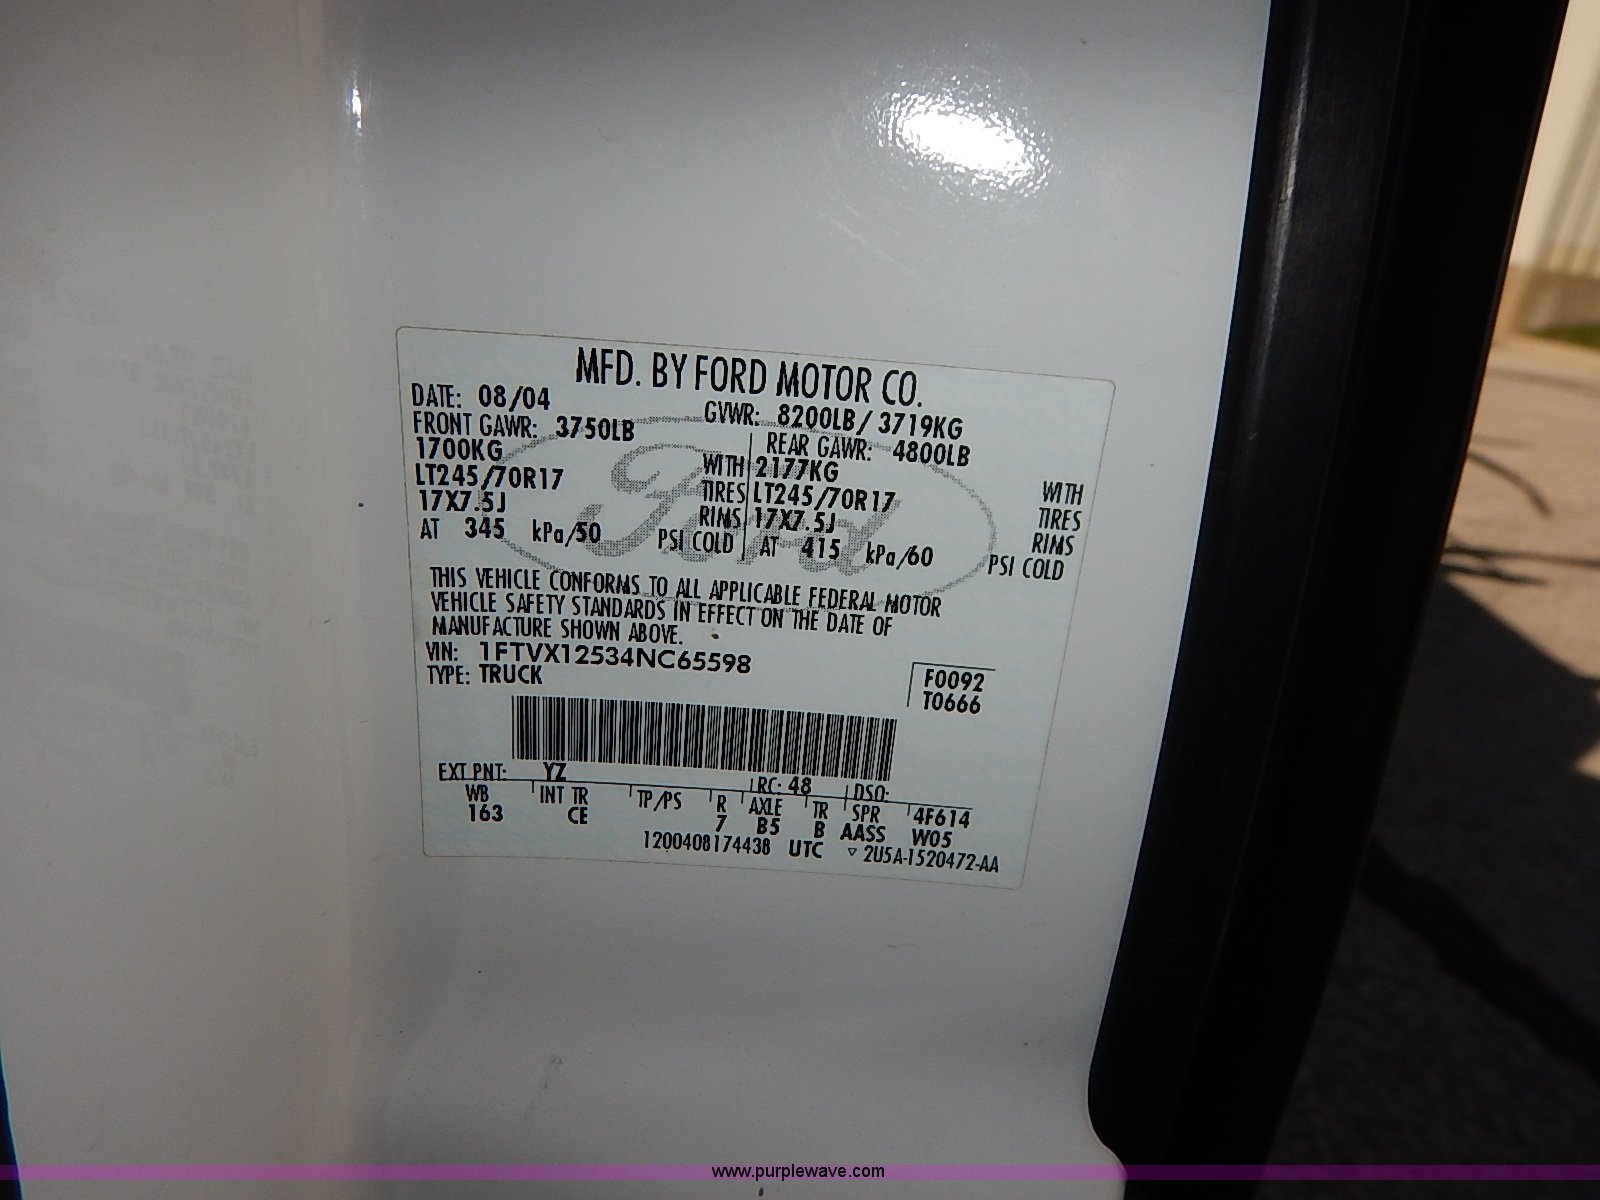 MFD. BY FORD MOTOR CO.
DATE: 08/04 GVWR: 8200LB/ 3719KG
FRONT GAWR: 3750LB REAR GAWR: 4800LB
1700KG WITH 2177KG WITH
LT245/70R17 TIRES LT245/70R17 TIRES
17X7.5J RIMS 17X7.5J RIMS
AT 345 kPa/50 PSI COLD AT 415 kPa/60 PSI COLD
Ford
THIS VEHICLE CONFORMS TO ALL APPLICABLE FEDERAL MOTOR
VEHICLE SAFETY STANDARDS IN EFFECT ON THE DATE OF
MANUFACTURE SHOWN ABOVE.
VIN: 1FTVX12534NC65598
TYPE: TRUCK
F0092
T0666
EXT PNT: YZ RC: 48 DSO:
WB INT TR TP/PS R AXLE TR SPR 4F614
163 CE 7 B5 B AASS W05
1200408174438 UTC ▽ 2U5A-1520472-AA
www.purplewave.com